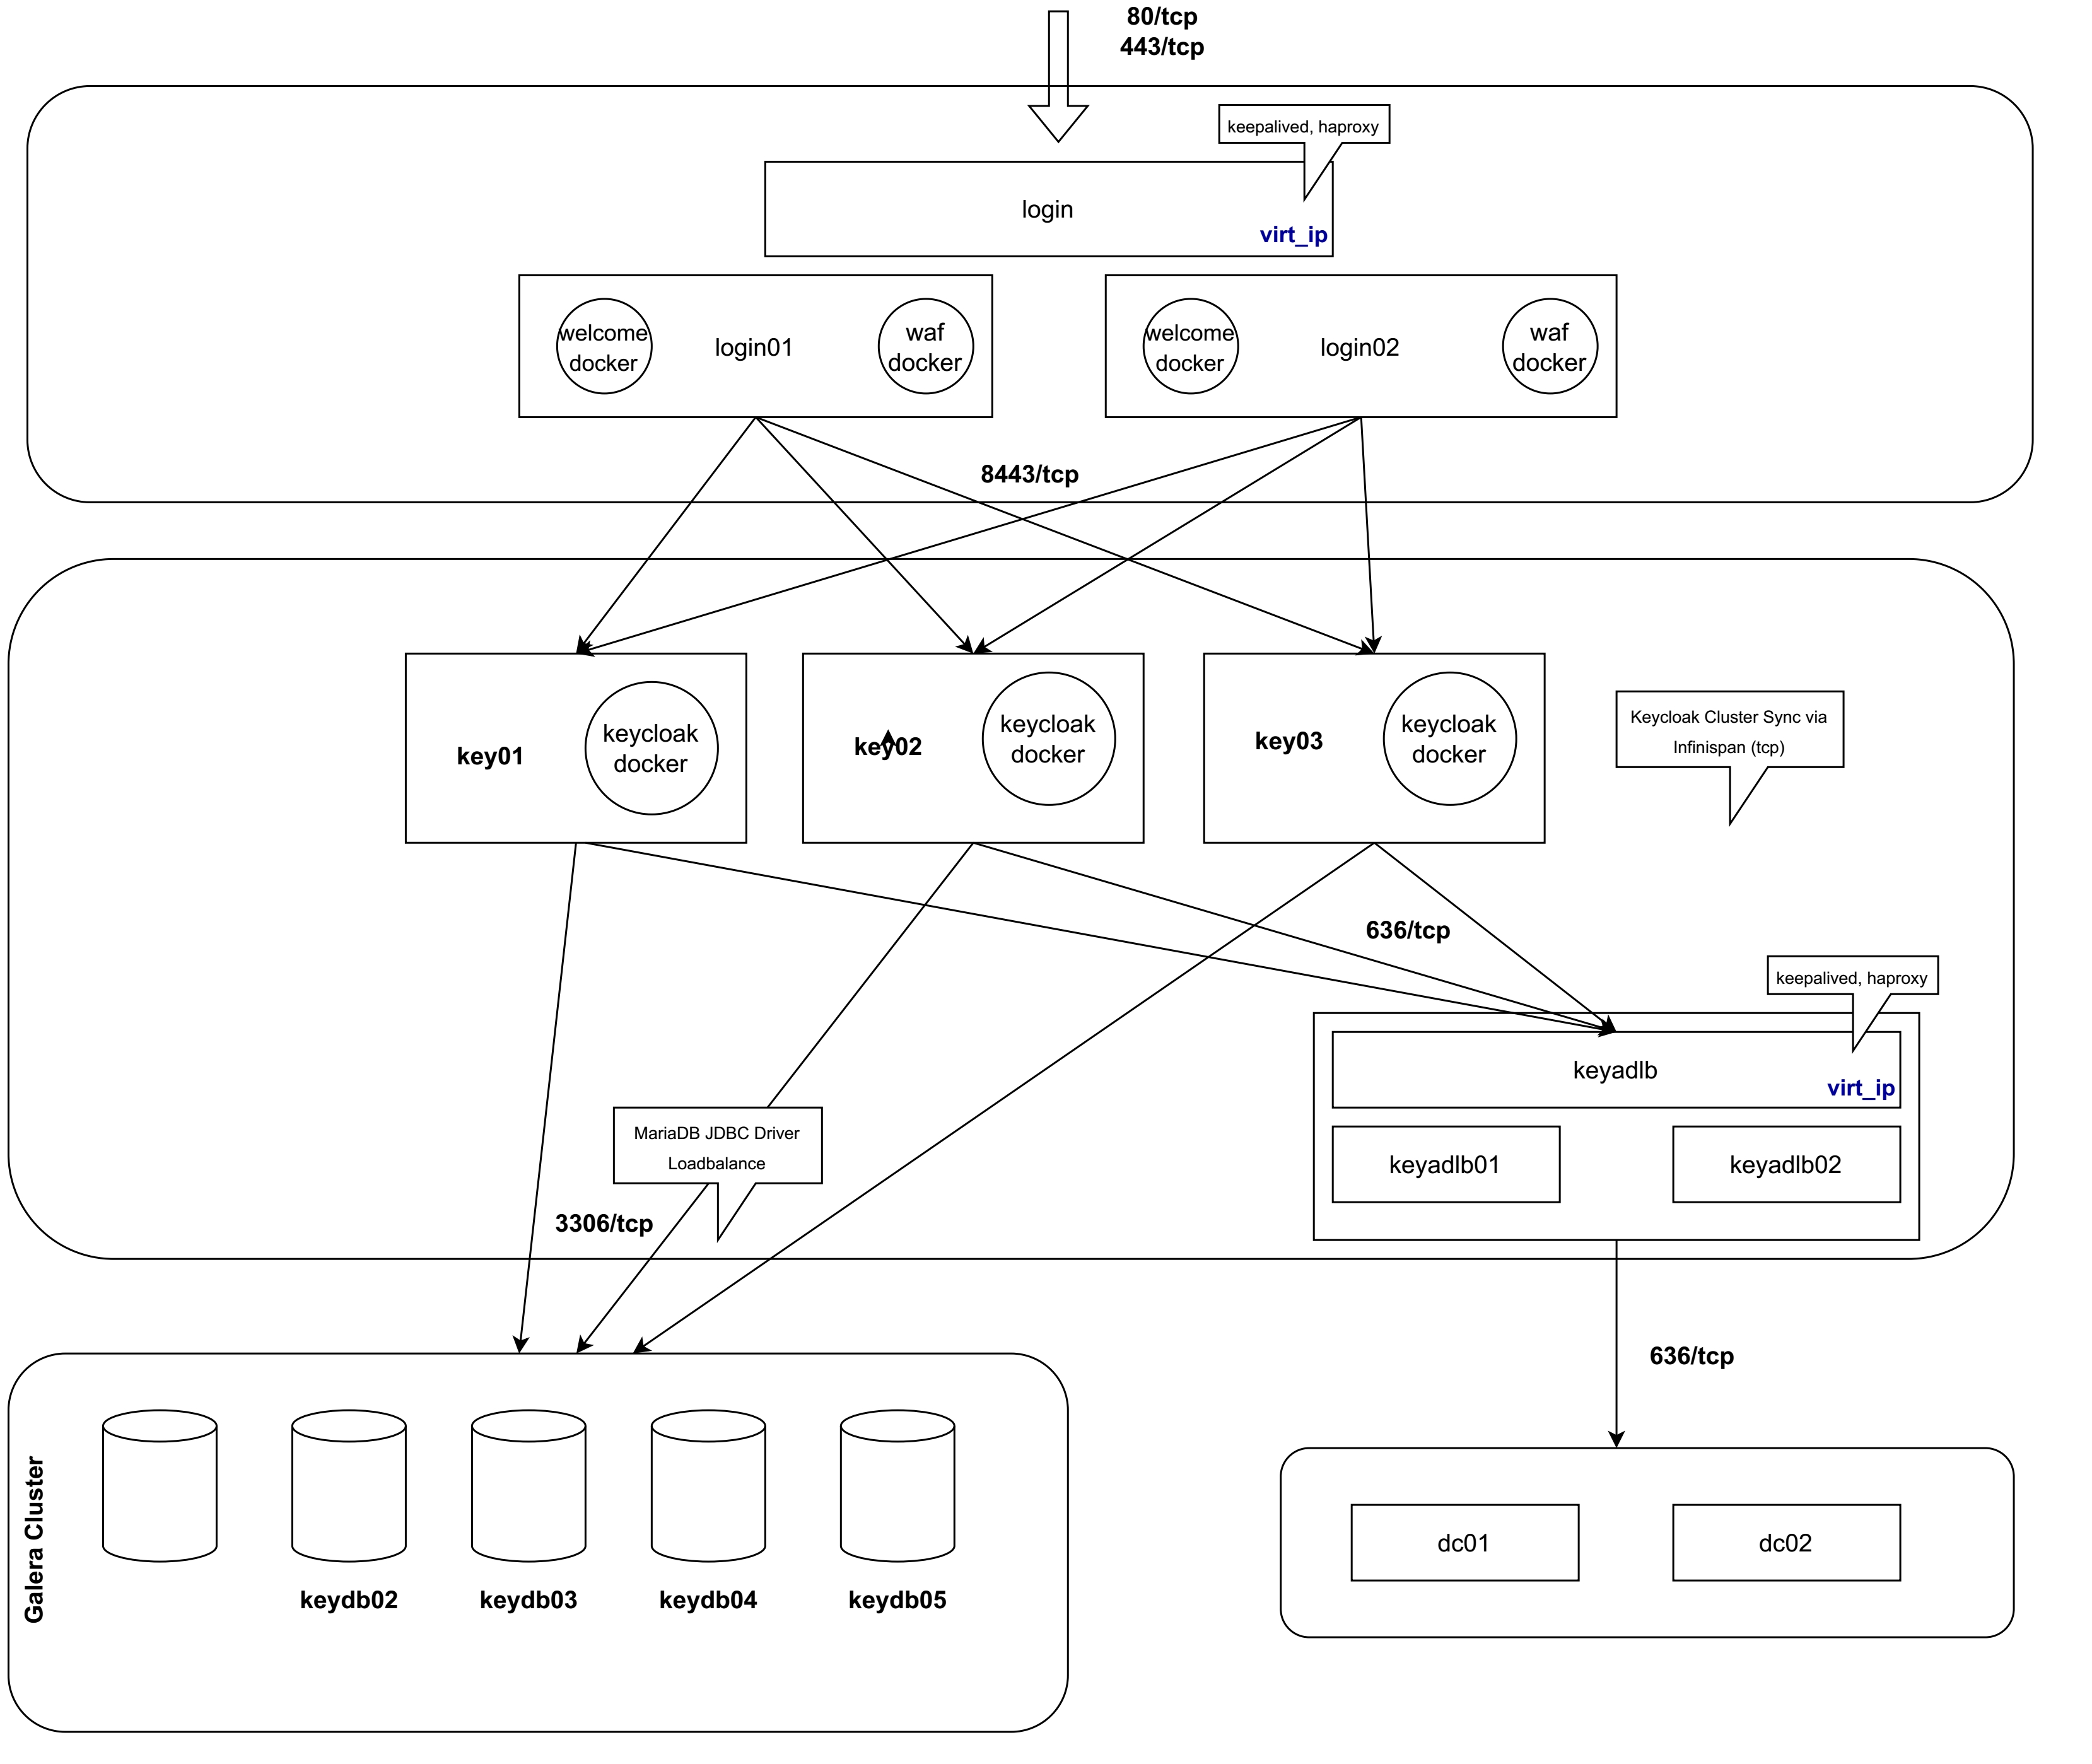 80/tcp
443/tcp
keepalived, haproxy
login
virt_ip
welcome
docker
login01
waf
docker
welcome
docker
login02
waf
docker
8443/tcp
key01
keycloak
docker
key02
keycloak
docker
key03
keycloak
docker
Keycloak Cluster Sync via
Infinispan (tcp)
636/tcp
keepalived, haproxy
keyadlb
virt_ip
MariaDB JDBC Driver
Loadbalance
keyadlb01
keyadlb02
3306/tcp
636/tcp
Galera Cluster
keydb02
keydb03
keydb04
keydb05
dc01
dc02